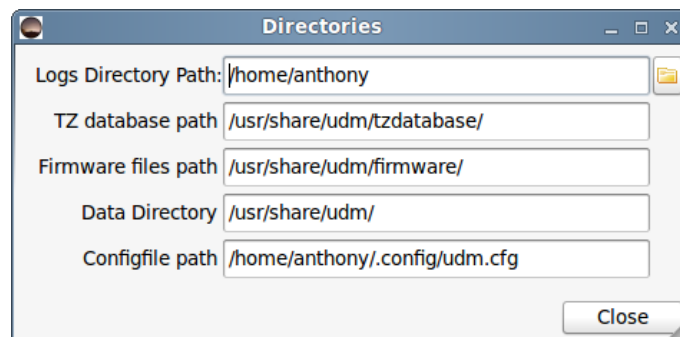 Directories
Logs Directory Path: /home/anthony
TZ database path /usr/share/udm/tzdatabase/
Firmware files path /usr/share/udm/firmware/
Data Directory /usr/share/udm/
Configfile path /home/anthony/.config/udm.cfg
Close